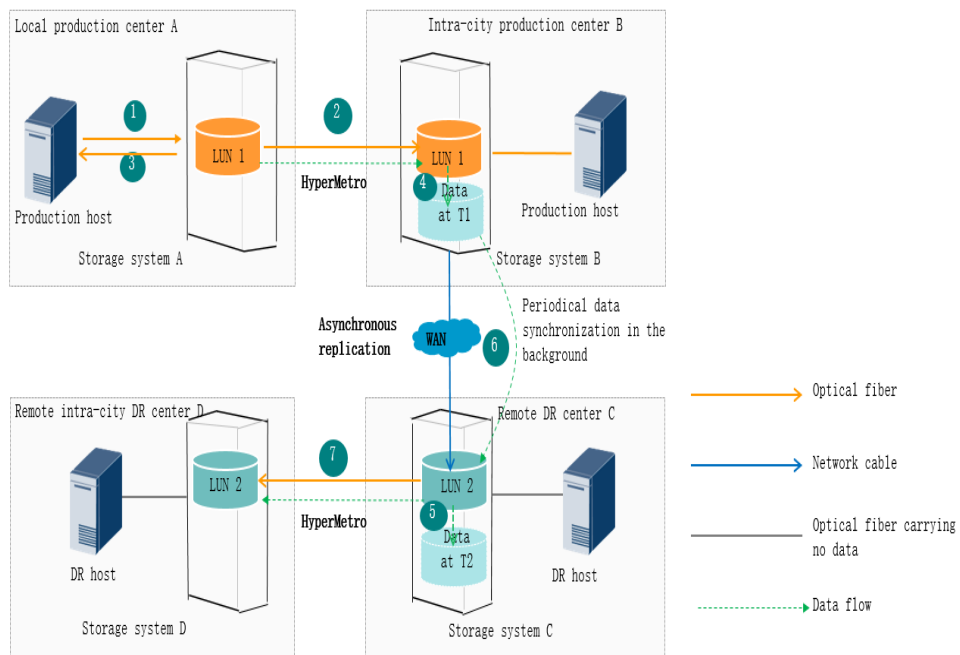 Local production center A
Intra-city production center B
1
2
3
LUN 1
LUN 1
HyperMetro
4
Data
at T1
Production host
Production host
Storage system A
Storage system B
Asynchronous
replication
WAN
6
Periodical data
synchronization in the
background
Remote intra-city DR center D
Remote DR center C
7
LUN 2
LUN 2
HyperMetro
5
Data
at T2
DR host
DR host
Storage system D
Storage system C
Optical fiber
Network cable
Optical fiber carrying
no data
Data flow